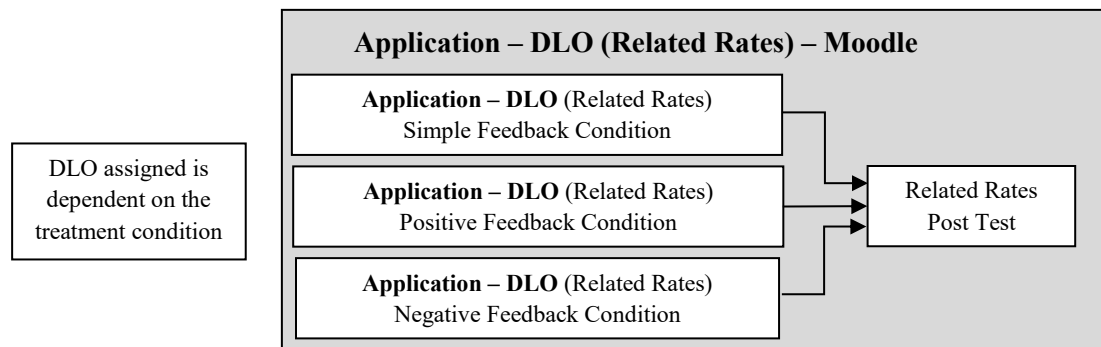 Application – DLO (Related Rates) – Moodle
Application – DLO (Related Rates)
Simple Feedback Condition
DLO assigned is
dependent on the
treatment condition
Application – DLO (Related Rates)
Positive Feedback Condition
Related Rates
Post Test
Application – DLO (Related Rates)
Negative Feedback Condition